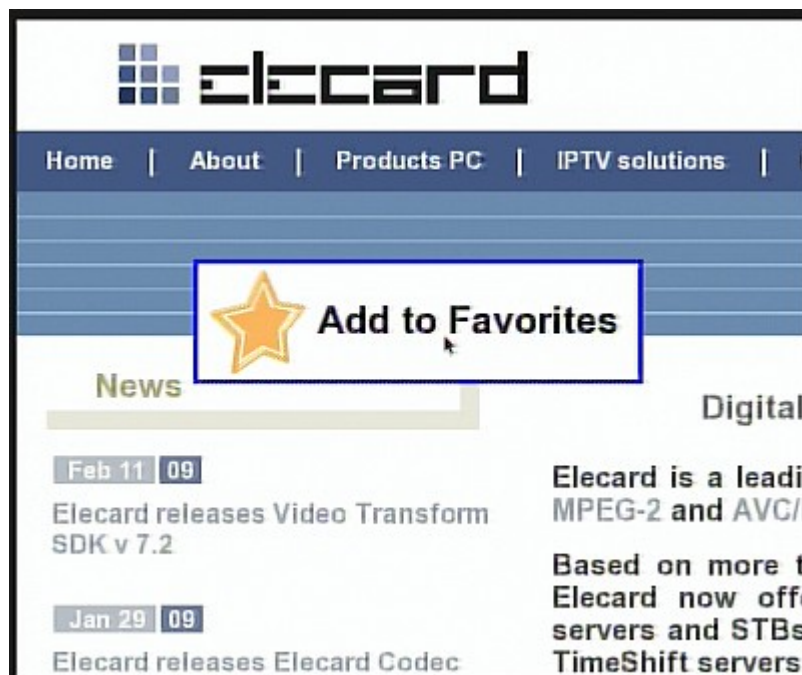 elecard
Home | About | Products PC | IPTV solutions |
Add to Favorites
News
Digital
Feb 11 09
Elecard releases Video Transform
SDK v 7.2
Jan 29 09
Elecard releases Elecard Codec
Elecard is a leadi
MPEG-2 and AVC/
Based on more t
Elecard now off
servers and STBs
TimeShift servers